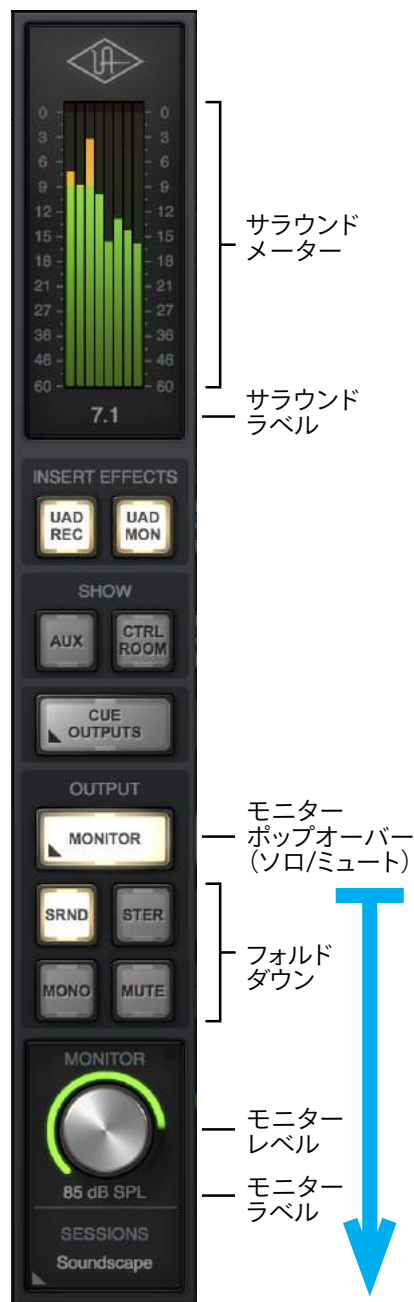 0 0
3 3
6 6
9 9
12 12
15 15
18 18
21 21
27 27
36 36
46 46
60 60
7.1
サラウンド
メーター
サラウンド
ラベル
INSERT EFFECTS
UAD
REC
UAD
MON
SHOW
AUX
CTRL
ROOM
CUE
OUTPUTS
OUTPUT
MONITOR
モニター
ポップオーバー
（ソロ/ミュート）
SRND
STER
MONO
MUTE
フォルド
ダウン
MONITOR
モニター
レベル
85 dB SPL
モニター
ラベル
SESSIONS
Soundscape